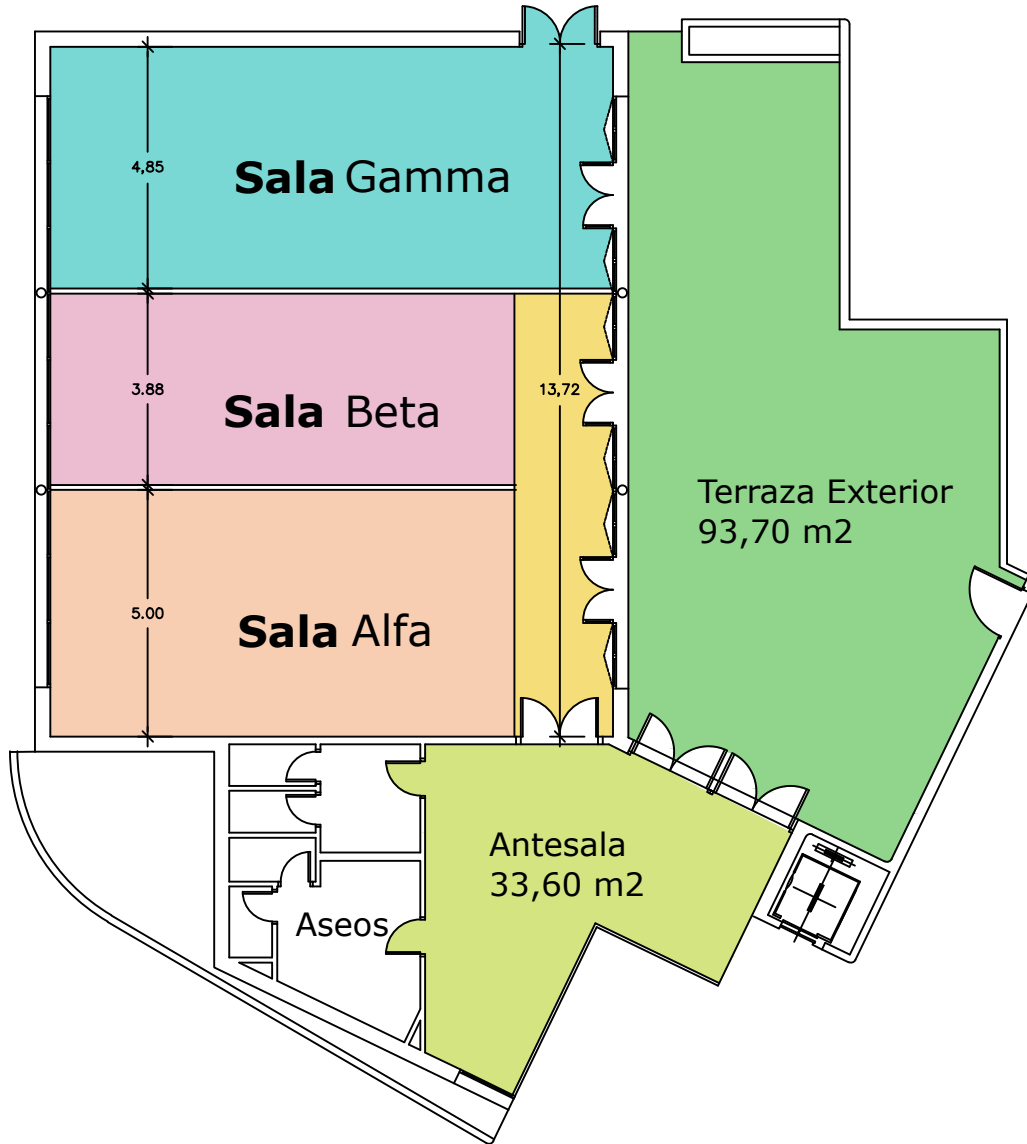 4,85
Sala Gamma
3.88
13,72
Sala Beta
Terraza Exterior
93,70 m2
5.00
Sala Alfa
Antesala
33,60 m2
Aseos